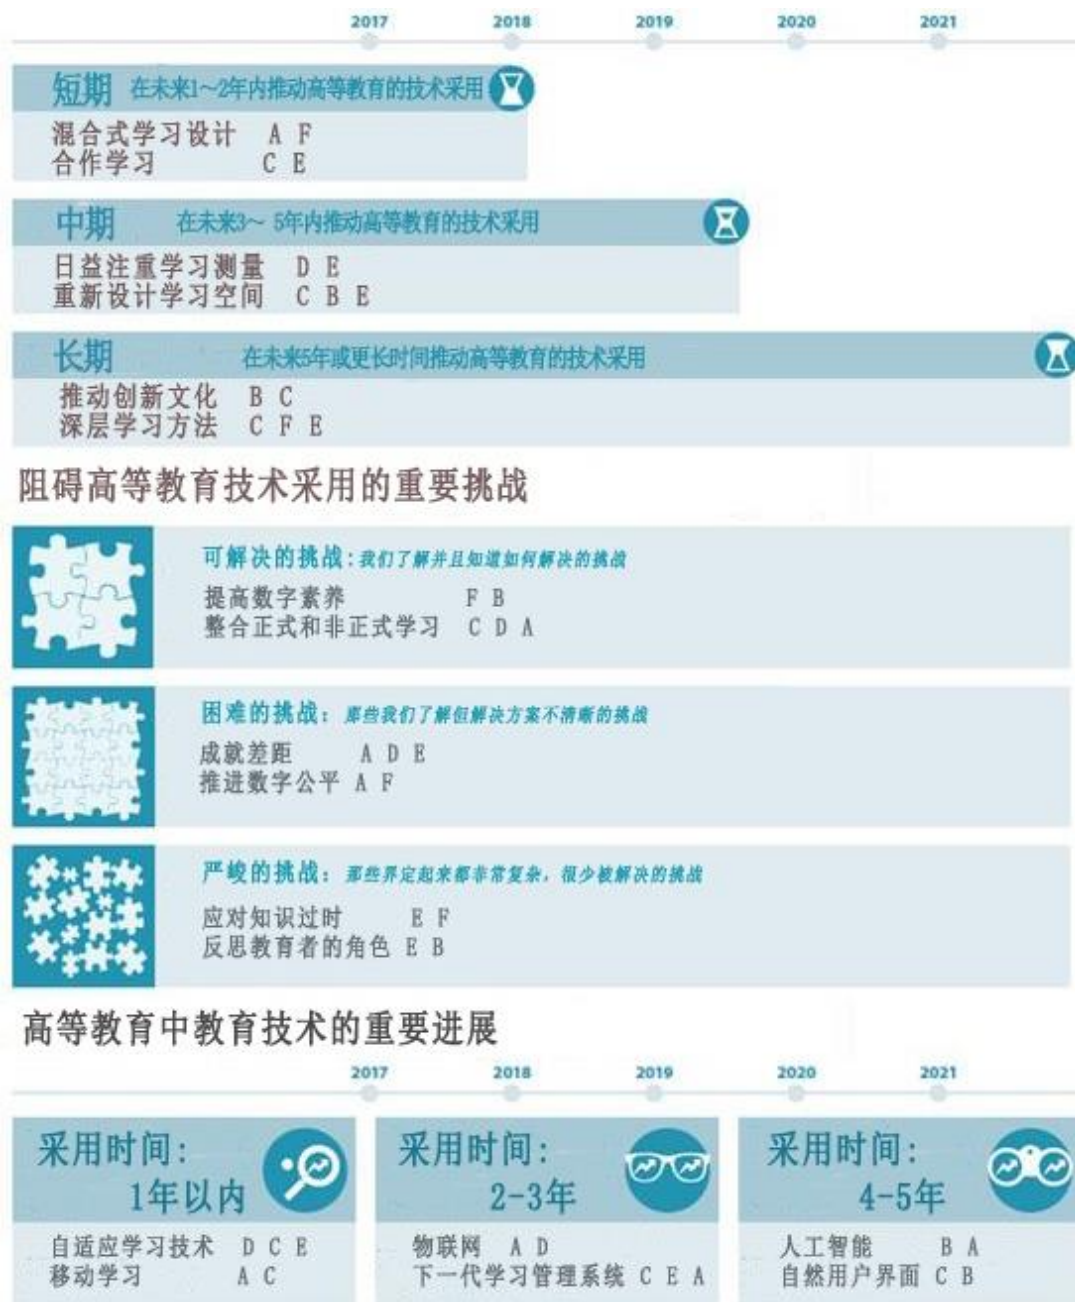 2017 2018 2019 2020 2021
短期 在未来1～2年内推动高等教育的技术采用
混合式学习设计 A F
合作学习 C E
中期 在未来3～ 5年内推动高等教育的技术采用
日益注重学习测量 D E
重新设计学习空间 C B E
长期 在未来5年或更长时间推动高等教育的技术采用
推动创新文化 B C
深层学习方法 C F E
阻碍高等教育技术采用的重要挑战
可解决的挑战:我们了解并且知道如何解决的挑战
提高数字素养 F B
整合正式和非正式学习 C D A
困难的挑战：那些我们了解但解决方案不清晰的挑战
成就差距 A D E
推进数字公平 A F
严峻的挑战：那些界定起来都非常复杂，很少被解决的挑战
应对知识过时 E F
反思教育者的角色 E B
高等教育中教育技术的重要进展
2017 2018 2019 2020 2021
采用时间:
1年以内
自适应学习技术 D C E
移动学习 A C
采用时间:
2-3年
物联网 A D
下一代学习管理系统 C E A
采用时间:
4-5年
人工智能 B A
自然用户界面 C B